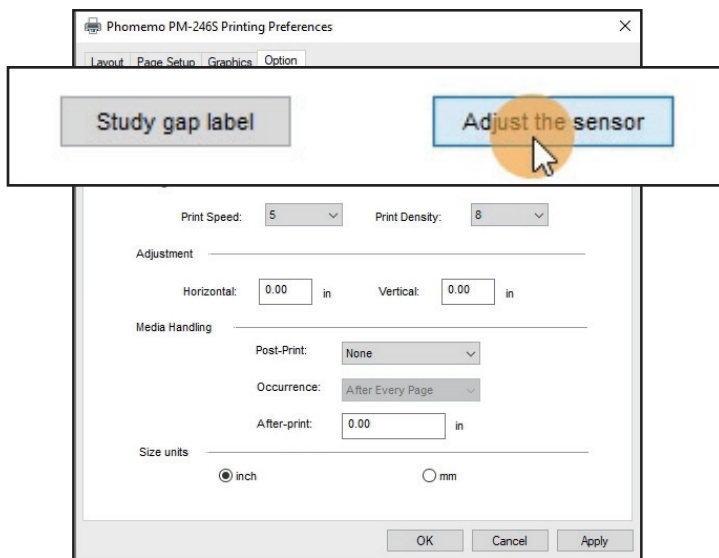 Phomemo PM-246S Printing Preferences
Layout Page Setup Graphics Option
Study gap label Adjust the sensor
Print Speed: 5 Print Density: 8
Adjustment
Horizontal: 0.00 in Vertical: 0.00 in
Media Handling
Post-Print: None
Occurrence: After Every Page
After-print: 0.00 in
Size units
inch mm
OK Cancel Apply